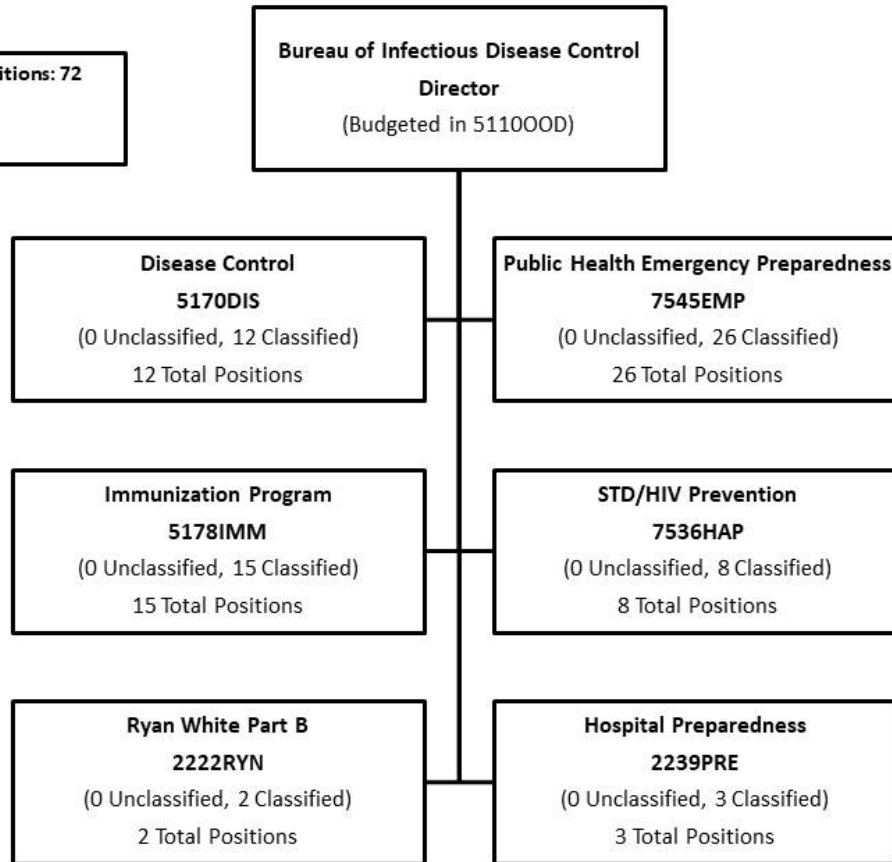 itions: 72
Bureau of Infectious Disease Control
Director
(Budgeted in 5110OOD)
Disease Control
5170DIS
(0 Unclassified, 12 Classified)
12 Total Positions
Public Health Emergency Preparedness
7545EMP
(0 Unclassified, 26 Classified)
26 Total Positions
Immunization Program
5178IMM
(0 Unclassified, 15 Classified)
15 Total Positions
STD/HIV Prevention
7536HAP
(0 Unclassified, 8 Classified)
8 Total Positions
Ryan White Part B
2222RYN
(0 Unclassified, 2 Classified)
2 Total Positions
Hospital Preparedness
2239PRE
(0 Unclassified, 3 Classified)
3 Total Positions